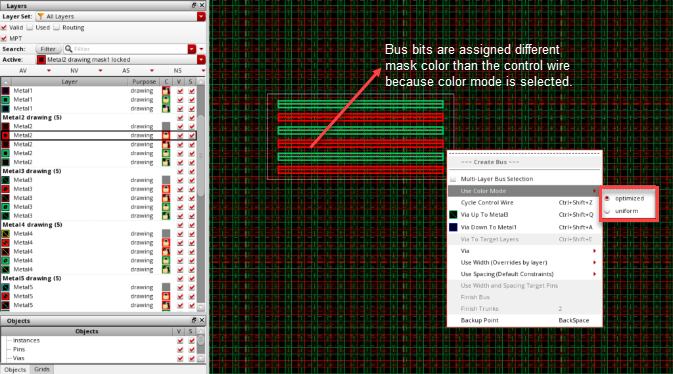 Layers
Layer Set: All Layers
Valid Used Routing
MPT
Search: Filter Filter
Active: Metal2 drawing mask1 locked
AV NV AS NS
Layer Purpose C V S
Metal1 drawing
Metal1 drawing
Metal1 drawing
Metal2 drawing (5)
Metal2 drawing
Metal2 drawing
Metal2 drawing
Metal2 drawing
Metal2 drawing
Metal3 drawing (5)
Metal3 drawing
Metal3 drawing
Metal3 drawing
Metal3 drawing
Metal3 drawing
Metal4 drawing (5)
Metal4 drawing
Metal4 drawing
Metal4 drawing
Metal4 drawing
Metal4 drawing
Metal5 drawing (5)
Metal5 drawing
Metal5 drawing
Metal5 drawing
Objects
Objects V S
Instances
Pins
Vias
Objects Grids
Bus bits are assigned different
mask color than the control wire
because color mode is selected.
~~~ Create Bus ~~~
Multi-Layer Bus Selection
Use Color Mode
Cycle Control Wire Ctrl+Shift+Z
Via Up To Metal3 Ctrl+Shift+Q
Via Down To Metal1 Ctrl+Shift+A
Via To Target Layers Ctrl+Shift+E
Via
Use Width (Overrides by layer)
Use Spacing(Default Constraints)
Use Width and Spacing Target Pins
Finish Bus
Finish Trunks 2
Backup Point BackSpace
optimized
uniform